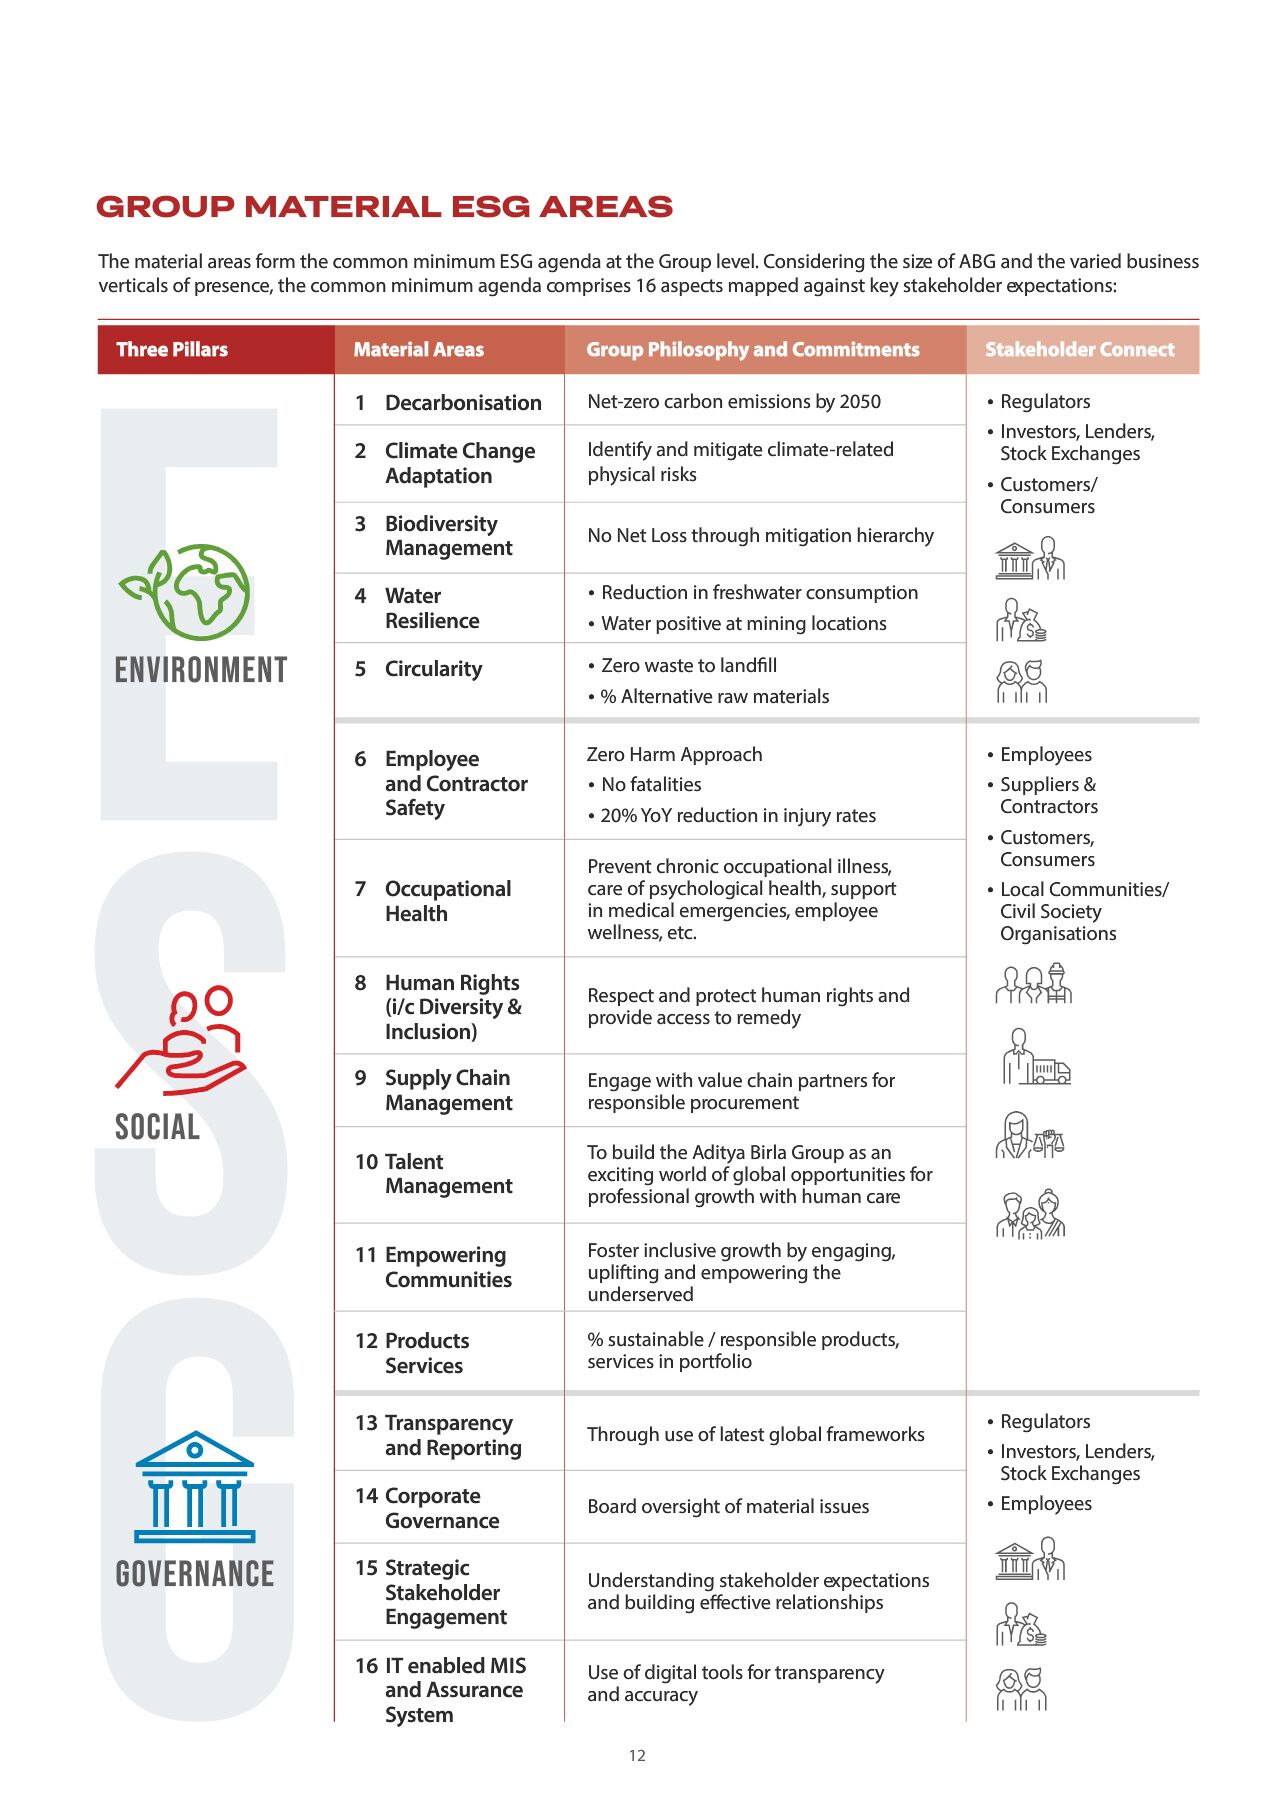 GROUP MATERIAL ESG AREAS
The material areas form the common minimum ESG agenda at the Group level. Considering the size of ABG and the varied business
verticals of presence, the common minimum agenda comprises 16 aspects mapped against key stakeholder expectations:
Three Pillars
Material Areas
Group Philosophy and Commitments
Stakeholder Connect
E
ENVIRONMENT
1 Decarbonisation
Net-zero carbon emissions by 2050
2 Climate Change
Adaptation
Identify and mitigate climate-related
physical risks
3 Biodiversity
Management
No Net Loss through mitigation hierarchy
4 Water
Resilience
• Reduction in freshwater consumption
• Water positive at mining locations
5 Circularity
• Zero waste to landfill
• % Alternative raw materials
• Regulators
• Investors, Lenders,
Stock Exchanges
• Customers/
Consumers
S
SOCIAL
6 Employee
and Contractor
Safety
Zero Harm Approach
• No fatalities
• 20% YoY reduction in injury rates
7 Occupational
Health
Prevent chronic occupational illness,
care of psychological health, support
in medical emergencies, employee
wellness, etc.
8 Human Rights
(i/c Diversity &
Inclusion)
Respect and protect human rights and
provide access to remedy
9 Supply Chain
Management
Engage with value chain partners for
responsible procurement
10 Talent
Management
To build the Aditya Birla Group as an
exciting world of global opportunities for
professional growth with human care
11 Empowering
Communities
Foster inclusive growth by engaging,
uplifting and empowering the
underserved
12 Products
Services
% sustainable / responsible products,
services in portfolio
• Employees
• Suppliers &
Contractors
• Customers,
Consumers
• Local Communities/
Civil Society
Organisations
G
GOVERNANCE
13 Transparency
and Reporting
Through use of latest global frameworks
14 Corporate
Governance
Board oversight of material issues
15 Strategic
Stakeholder
Engagement
Understanding stakeholder expectations
and building effective relationships
16 IT enabled MIS
and Assurance
System
Use of digital tools for transparency
and accuracy
• Regulators
• Investors, Lenders,
Stock Exchanges
• Employees
12